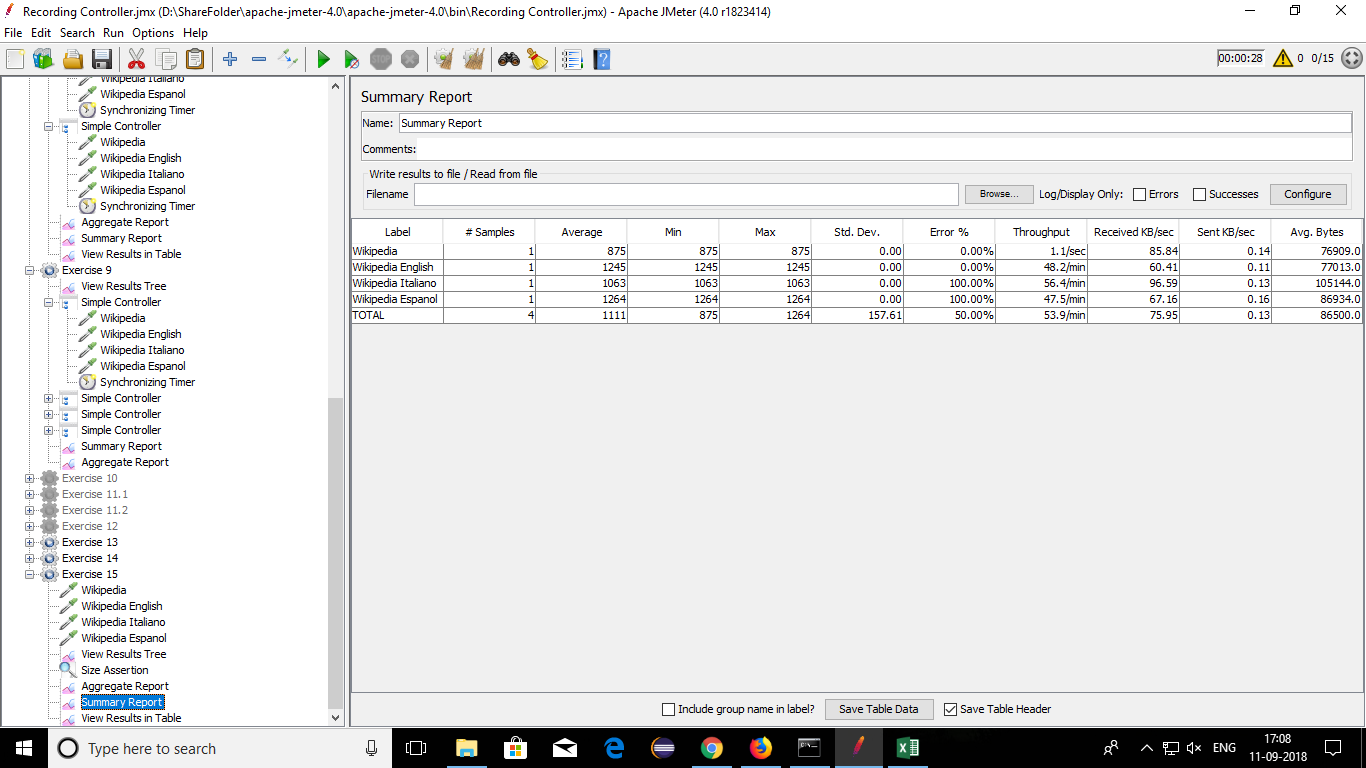 Recording Controller.jmx (D:\ShareFolder\apache-jmeter-4.0\apache-jmeter-4.0\bin\Recording Controller.jmx) - Apache JMeter (4.0 r1823414)
File Edit Search Run Options Help
STOP
00:00:28 0 0/15
Wikipedia Italiano
Wikipedia Espanol
Synchronizing Timer
Simple Controller
Wikipedia
Wikipedia English
Wikipedia Italiano
Wikipedia Espanol
Synchronizing Timer
Aggregate Report
Summary Report
View Results in Table
Exercise 9
View Results Tree
Simple Controller
Wikipedia
Wikipedia English
Wikipedia Italiano
Wikipedia Espanol
Synchronizing Timer
Simple Controller
Simple Controller
Simple Controller
Summary Report
Aggregate Report
Exercise 10
Exercise 11.1
Exercise 11.2
Exercise 12
Exercise 13
Exercise 14
Exercise 15
Wikipedia
Wikipedia English
Wikipedia Italiano
Wikipedia Espanol
View Results Tree
Size Assertion
Aggregate Report
Summary Report
View Results in Table
Summary Report
Name: Summary Report
Comments:
Write results to file / Read from file
Filename Browse... Log/Display Only: Errors Successes Configure
Label # Samples Average Min Max Std. Dev. Error % Throughput Received KB/sec Sent KB/sec Avg. Bytes
Wikipedia 1 875 875 875 0.00 0.00% 1.1/sec 85.84 0.14 76909.0
Wikipedia English 1 1245 1245 1245 0.00 0.00% 48.2/min 60.41 0.11 77013.0
Wikipedia Italiano 1 1063 1063 1063 0.00 100.00% 56.4/min 96.59 0.13 105144.0
Wikipedia Espanol 1 1264 1264 1264 0.00 100.00% 47.5/min 67.16 0.16 86934.0
TOTAL 4 1111 875 1264 157.61 50.00% 53.9/min 75.95 0.13 86500.0
Include group name in label? Save Table Data Save Table Header
Type here to search
ENG
17:08
11-09-2018